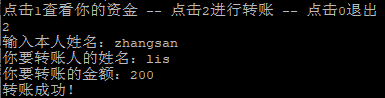 点击1查看你的资金 -- 点击2进行转账 -- 点击0退出
2
输入本人姓名：zhangsan
你要转账人的姓名：lis
你要转账的金额：200
转账成功！